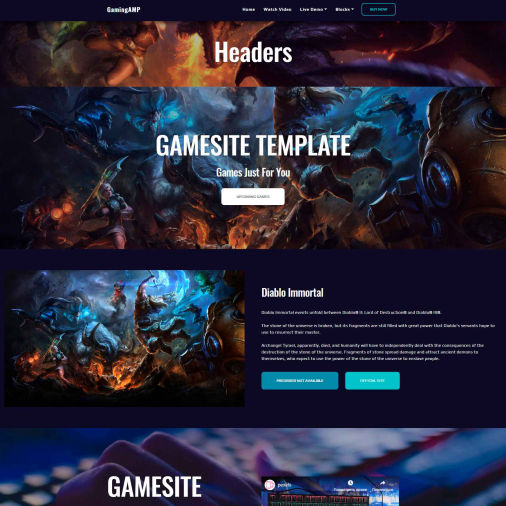 GamingAMP
Home Watch Video Live Demo Blocks BUY NOW
Headers
GAMESITE TEMPLATE
Games Just For You
UPCOMING GAMES
Diablo Immortal
Diablo Immortal events unfold between Diablo® II: Lord of Destruction® and Diablo® III®.
The stone of the universe is broken, but its fragments are still filled with great power that Diablo's servants hope to
use to resurrect their master.
Archangel Tyrael, apparently, died, and humanity will have to independently deal with the consequences of the
destruction of the stone of the universe. Fragments of stone spread damage and attract ancient demons to
themselves, who expect to use the power of the stone of the universe to enslave people.
PREORDER NOT AVAILABLE OFFICIAL SITE
GAMESITE
pexels